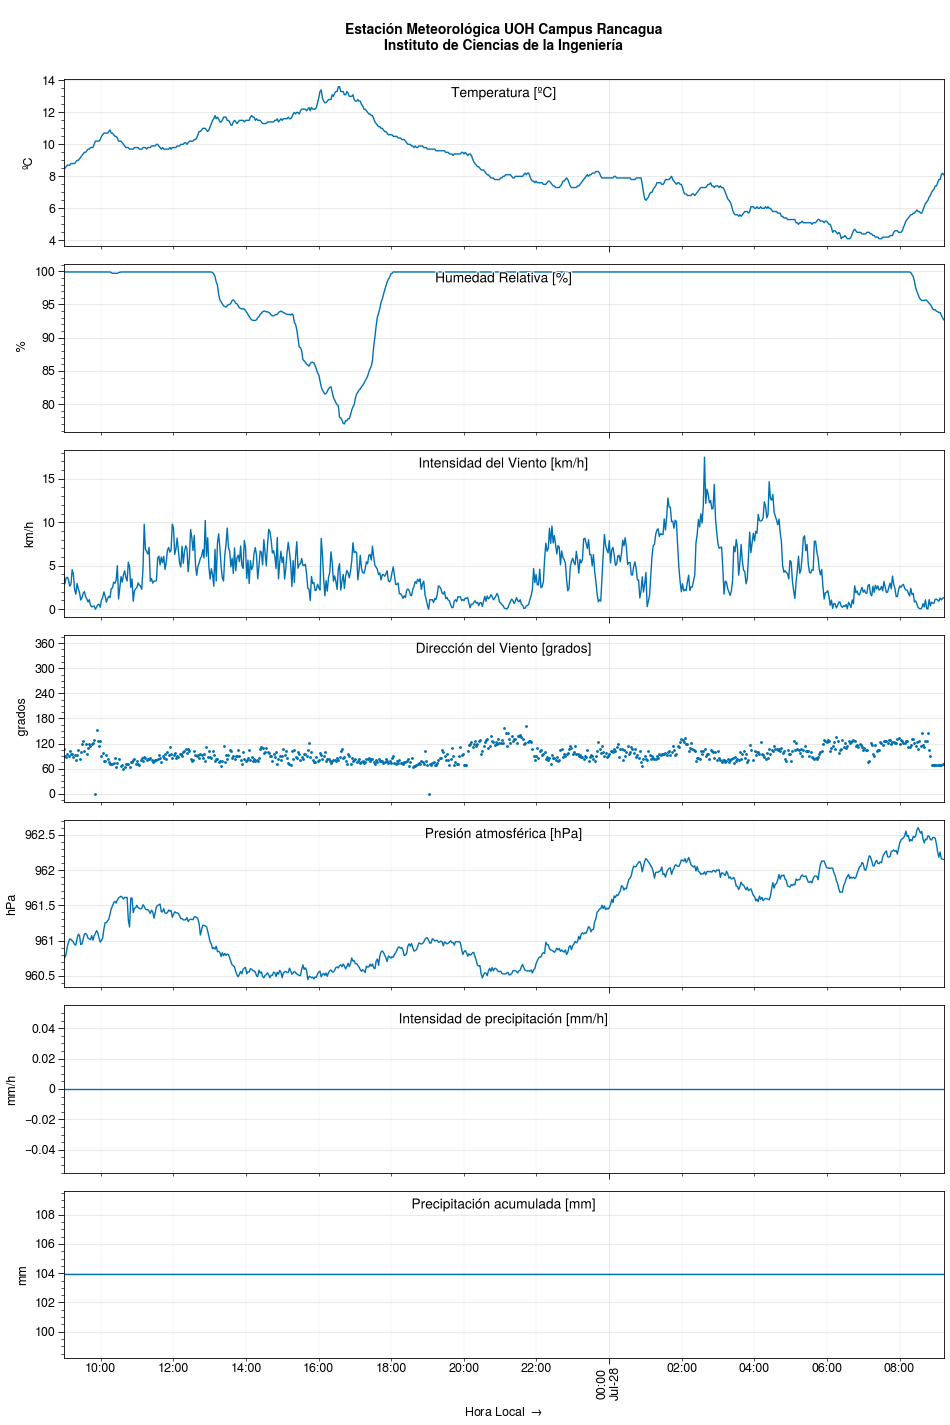 Estación Meteorológica UOH Campus Rancagua
Instituto de Ciencias de la Ingeniería
Temperatura [ºC]
ºC
14
12
10
8
6
4
Humedad Relativa [%]
%
100
95
90
85
80
Intensidad del Viento [km/h]
km/h
15
10
5
0
Dirección del Viento [grados]
grados
360
300
240
180
120
60
0
Presión atmosférica [hPa]
hPa
962.5
962
961.5
961
960.5
Intensidad de precipitación [mm/h]
mm/h
0.04
0.02
0
−0.02
−0.04
Precipitación acumulada [mm]
mm
108
106
104
102
100
10:00 12:00 14:00 16:00 18:00 20:00 22:00 00:00 02:00 04:00 06:00 08:00
Jul-28
Hora Local →